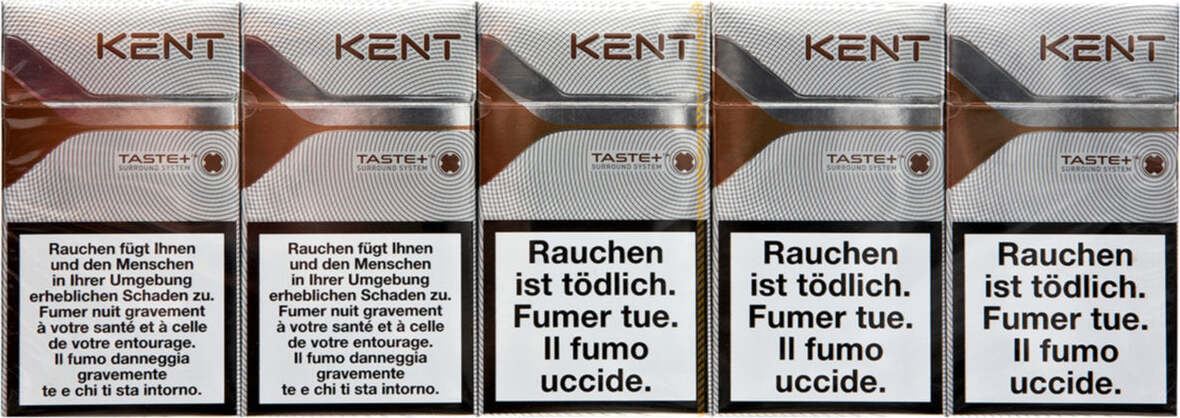 KENT
TASTE+™
SURROUND SYSTEM
Rauchen fügt Ihnen
und den Menschen
in Ihrer Umgebung
erheblichen Schaden zu.
Fumer nuit gravement
à votre santé et à celle
de votre entourage.
Il fumo danneggia
gravemente
te e chi ti sta intorno.
KENT
TASTE+™
SURROUND SYSTEM
Rauchen fügt Ihnen
und den Menschen
in Ihrer Umgebung
erheblichen Schaden zu.
Fumer nuit gravement
à votre santé et à celle
de votre entourage.
Il fumo danneggia
gravemente
te e chi ti sta intorno.
KENT
TASTE+™
SURROUND SYSTEM
Rauchen
ist tödlich.
Fumer tue.
Il fumo
uccide.
KENT
TASTE+™
SURROUND SYSTEM
Rauchen
ist tödlich.
Fumer tue.
Il fumo
uccide.
KENT
TASTE+™
SURROUND SYSTEM
Rauchen
ist tödlich.
Fumer tue.
Il fumo
uccide.